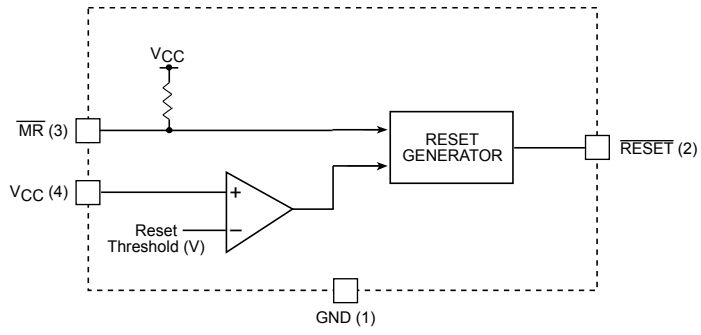 VCC
MR (3)
RESET
GENERATOR
RESET (2)
VCC (4)
+
Reset
Threshold (V)
−
GND (1)